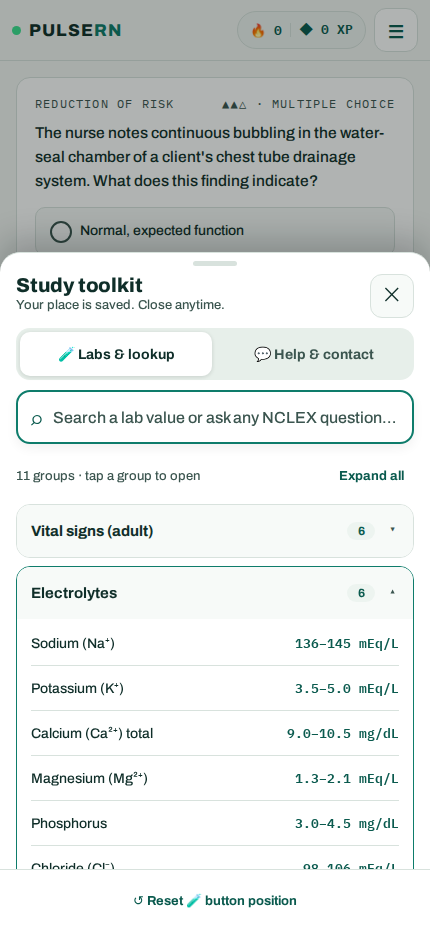 PULSERN
🔥 0 ◆ 0 XP
REDUCTION OF RISK ▲▲△ · MULTIPLE CHOICE
The nurse notes continuous bubbling in the water-
seal chamber of a client's chest tube drainage
system. What does this finding indicate?
Normal, expected function
Study toolkit
Your place is saved. Close anytime.
🧪 Labs & lookup
💬 Help & contact
Search a lab value or ask any NCLEX question…
11 groups · tap a group to open
Expand all
Vital signs (adult) 6
Electrolytes 6
Sodium (Na⁺) 136–145 mEq/L
Potassium (K⁺) 3.5–5.0 mEq/L
Calcium (Ca²⁺) total 9.0–10.5 mg/dL
Magnesium (Mg²⁺) 1.3–2.1 mEq/L
Phosphorus 3.0–4.5 mg/dL
Chloride (Cl⁻) 98–106 mEq/L
↺ Reset 🧪 button position